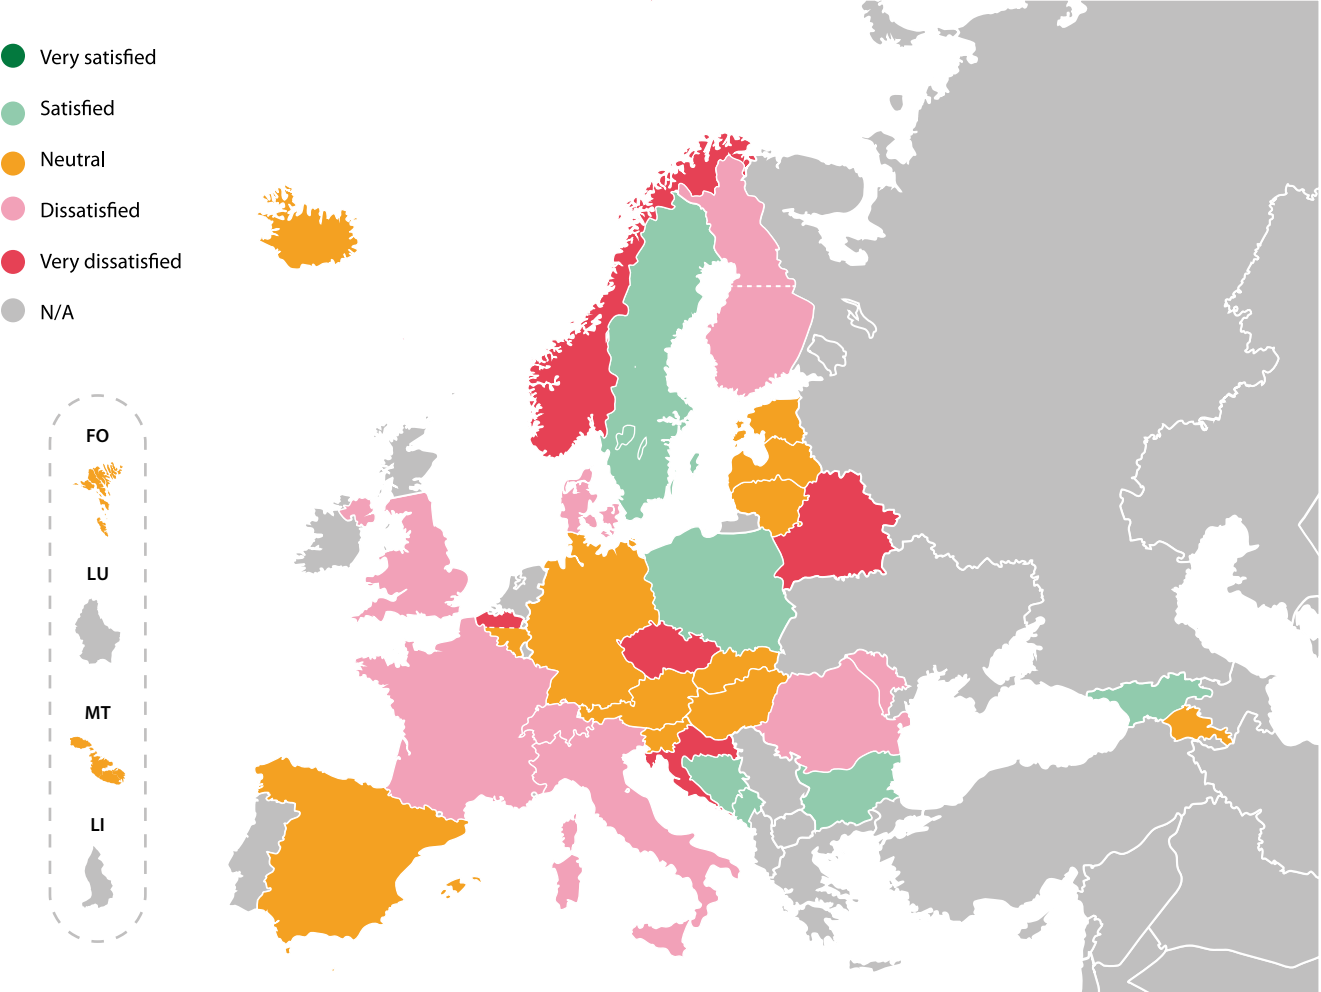 Very satisfied
Satisfied
Neutral
Dissatisfied
Very dissatisfied
N/A
FO
LU
MT
LI